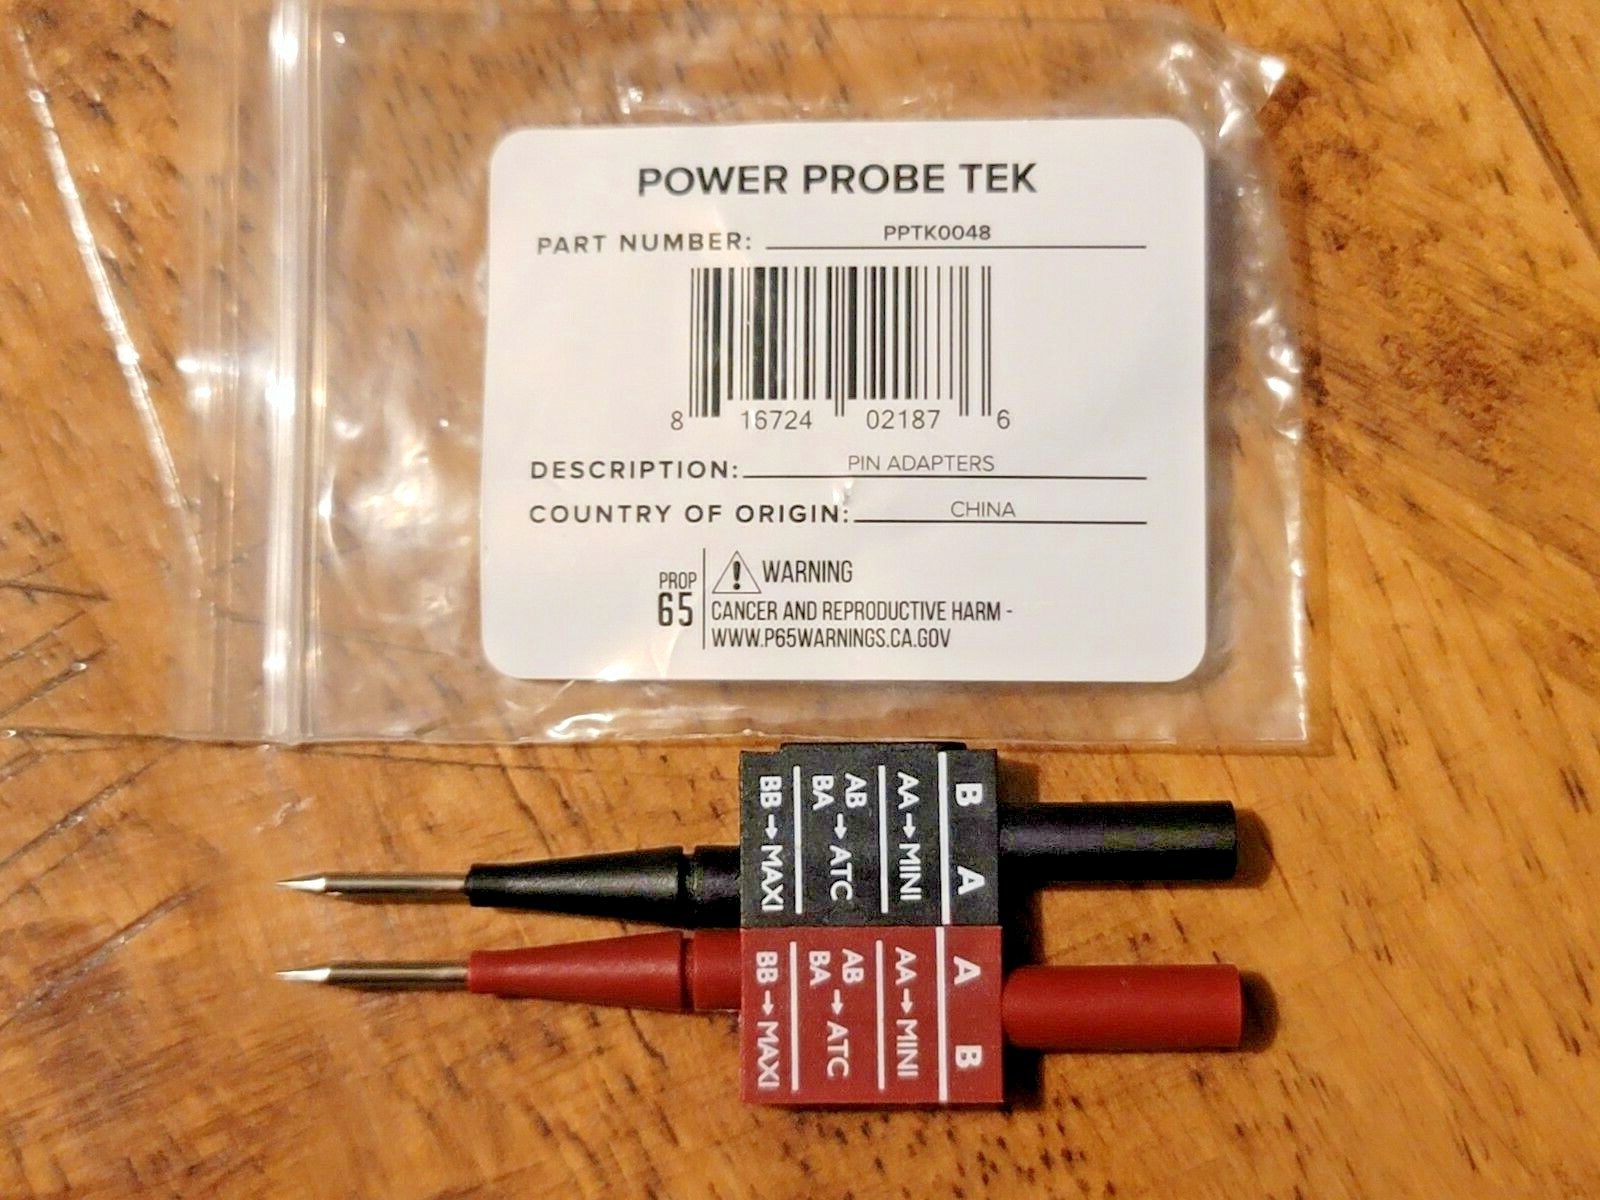 POWER PROBE TEK
PART NUMBER: PPTK0048
8 16724 02187 6
DESCRIPTION: PIN ADAPTERS
COUNTRY OF ORIGIN: CHINA
PROP
65
WARNING
CANCER AND REPRODUCTIVE HARM -
WWW.P65WARNINGS.CA.GOV
B A
AA→MINI
AB
BA → ATC
BB→MAXI
A B
AA→MINI
AB
BA → ATC
BB→MAXI